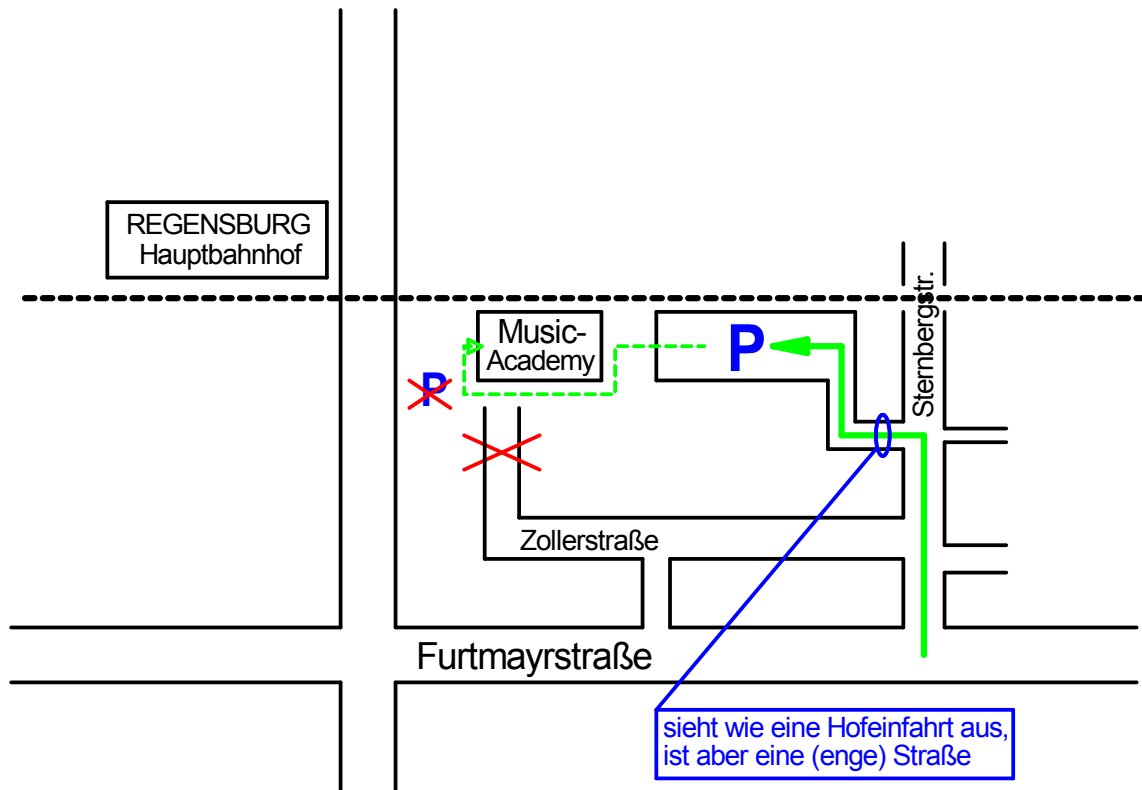 REGENSBURG
Hauptbahnhof
Music-
Academy
P
Sternbergstr.
P
Zollerstraße
Furtmayrstraße
sieht wie eine Hofeinfahrt aus,
ist aber eine (enge) Straße